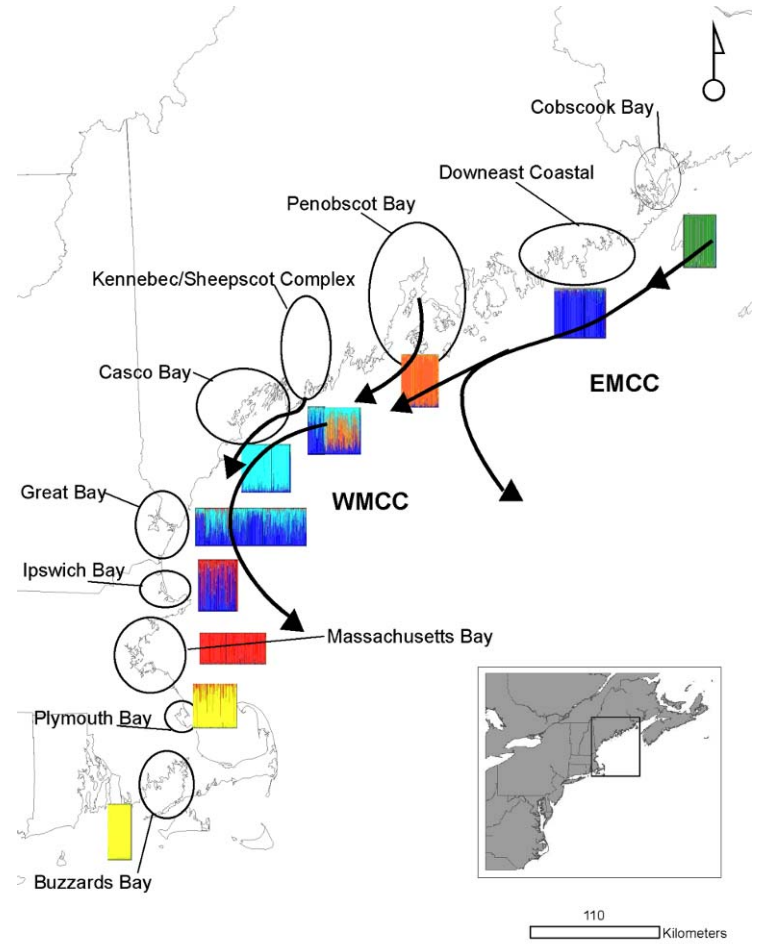 Cobscook Bay
Downeast Coastal
Penobscot Bay
Kennebec/Sheepscot Complex
Casco Bay
EMCC
WMCC
Great Bay
Ipswich Bay
Massachusetts Bay
Plymouth Bay
Buzzards Bay
110
Kilometers